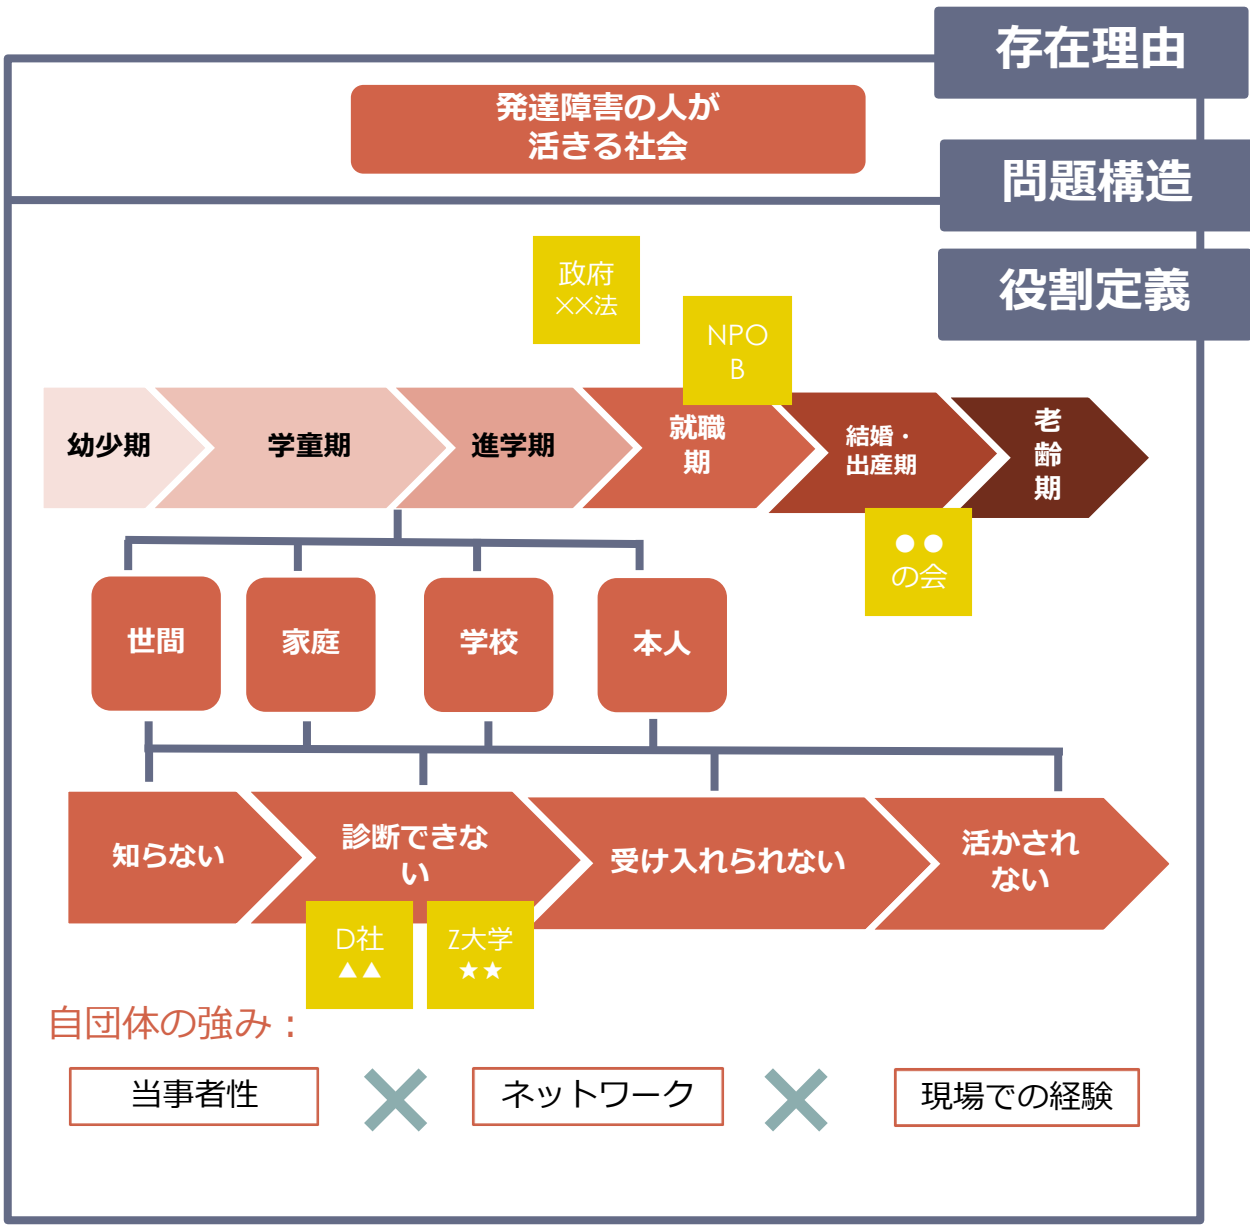 存在理由
発達障害の人が
活きる社会
問題構造
役割定義
政府
××法
NPO
B
幼少期
学童期
進学期
就職
期
結婚・
出産期
老
齢
期
●●
の会
世間
家庭
学校
本人
知らない
診断できな
い
受け入れられない
活かされ
ない
D社
▲▲
Z大学
★★
自団体の強み：
当事者性
ネットワーク
現場での経験